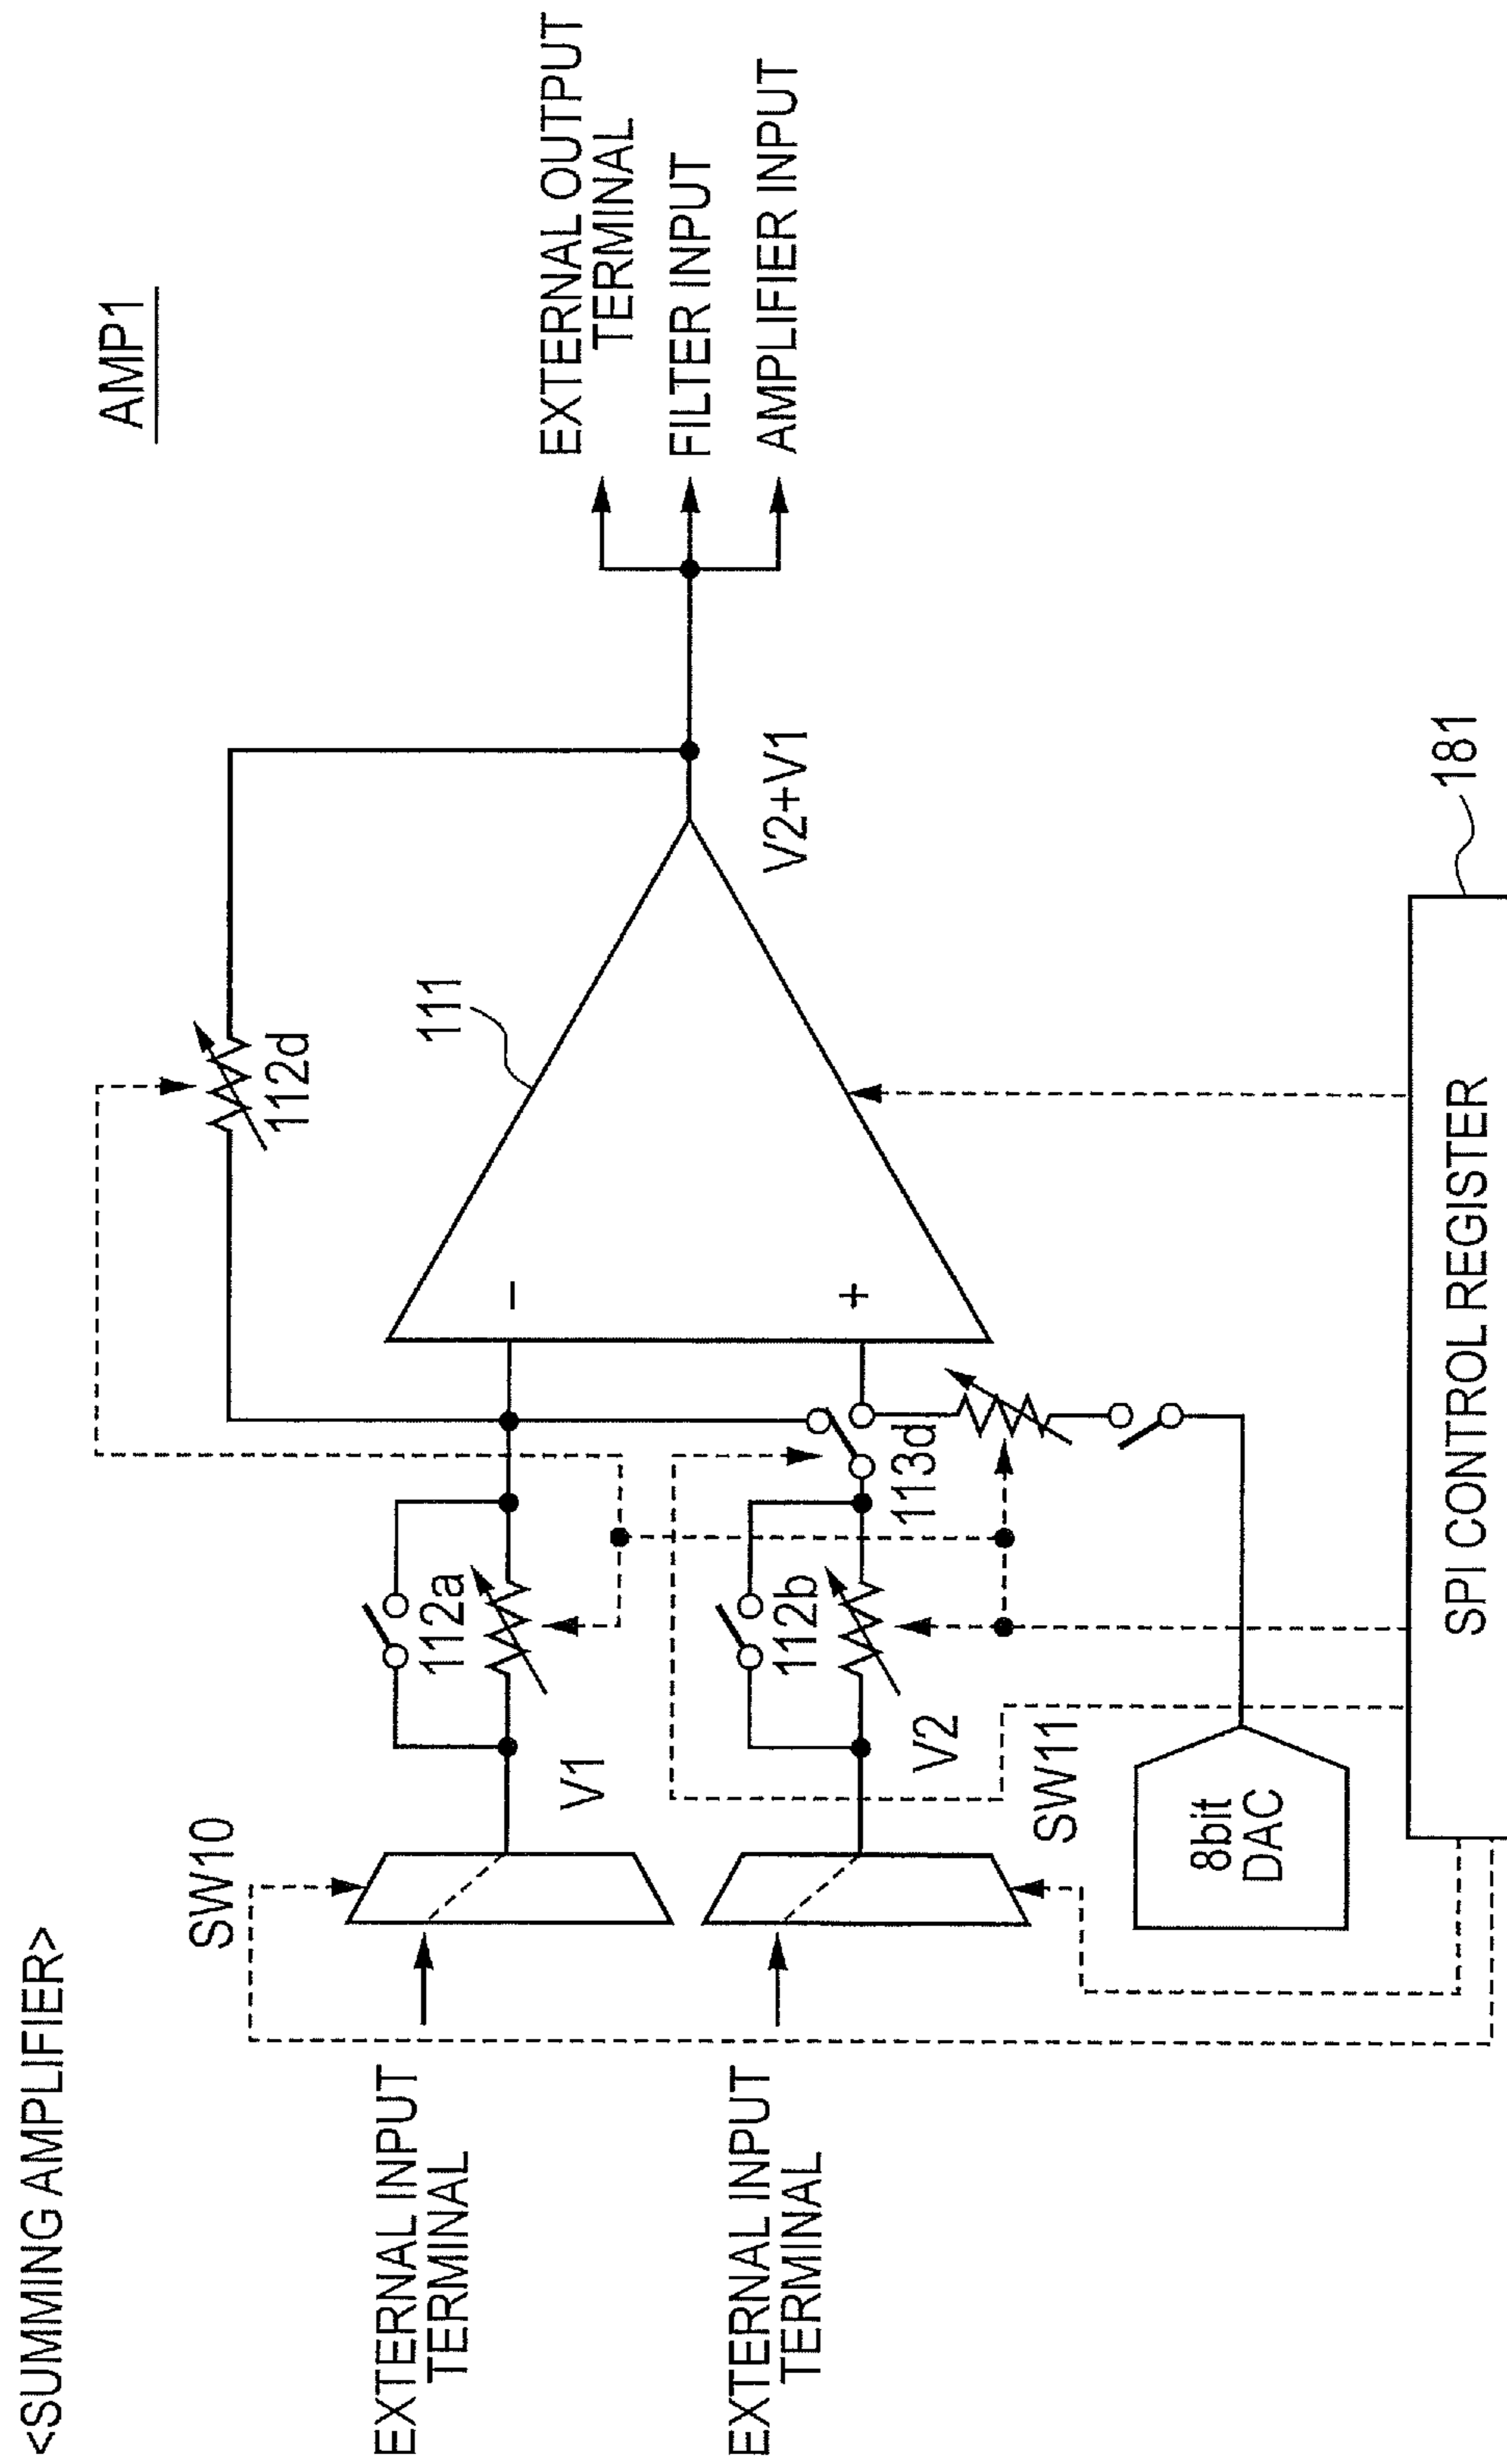 <SUMMING AMPLIFIER>
AMP1
SW10
EXTERNAL INPUT
TERMINAL
V1
112a
112d
111
−
+
EXTERNAL OUTPUT
TERMINAL
FILTER INPUT
AMPLIFIER INPUT
V2+V1
EXTERNAL INPUT
TERMINAL
V2
112b
113d
SW11
8bit
DAC
SPI CONTROL REGISTER
181